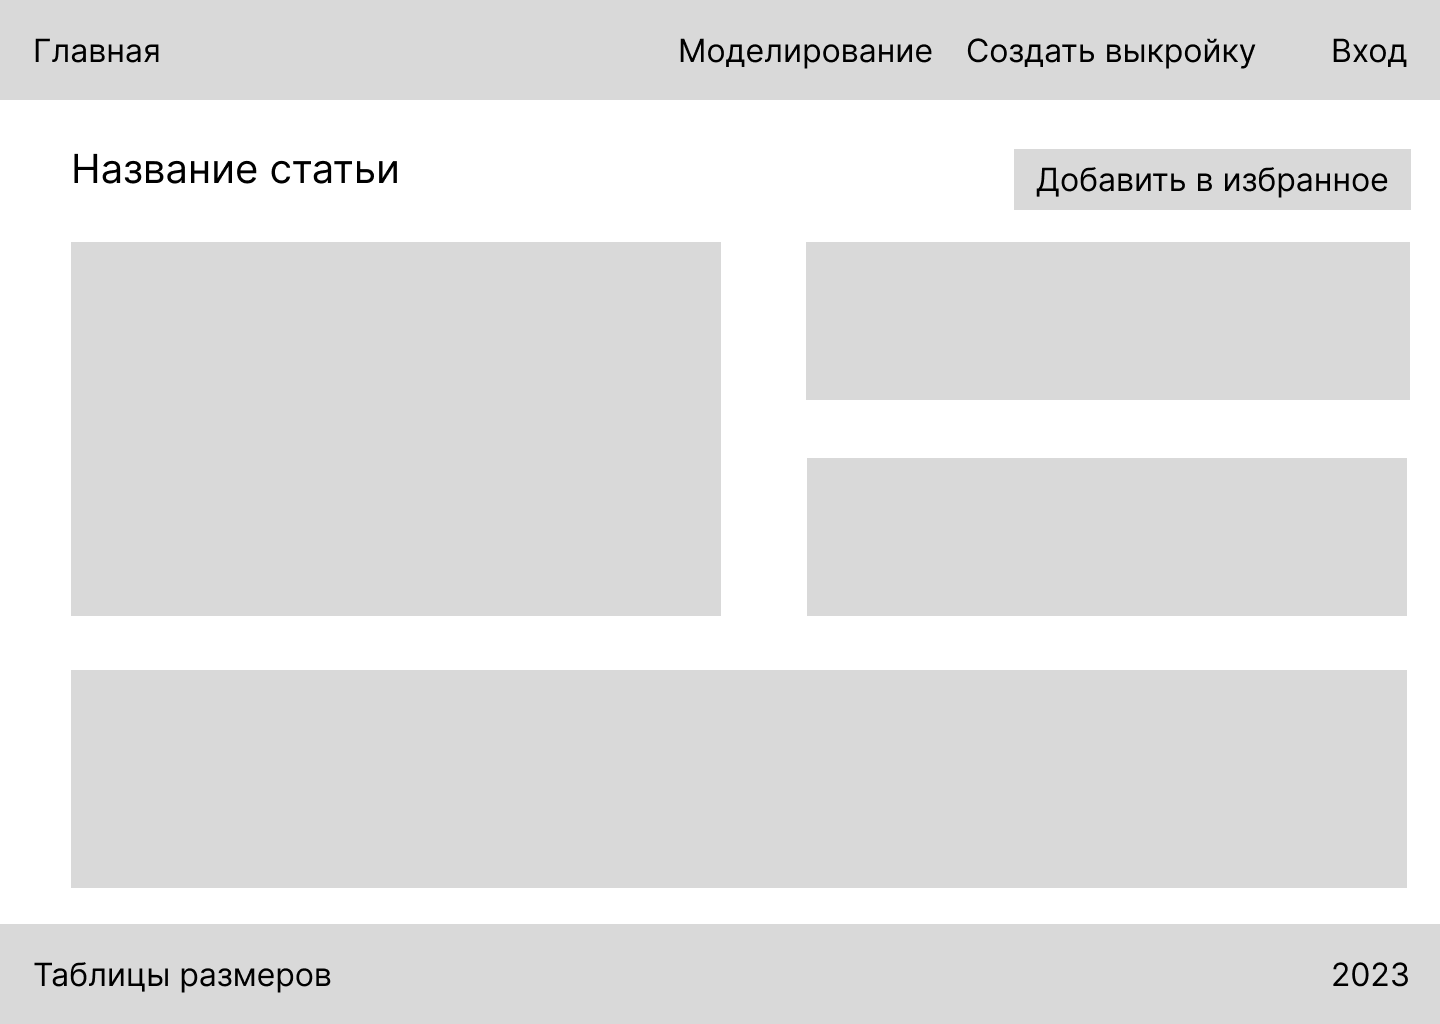 Главная Моделирование Создать выкройку Вход
Название статьи
Добавить в избранное
Таблицы размеров 2023